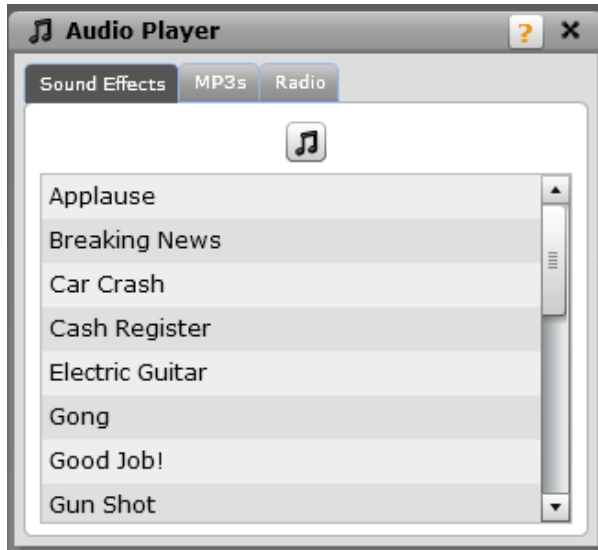 Audio Player ?
Sound Effects MP3s Radio
Applause
Breaking News
Car Crash
Cash Register
Electric Guitar
Gong
Good Job!
Gun Shot